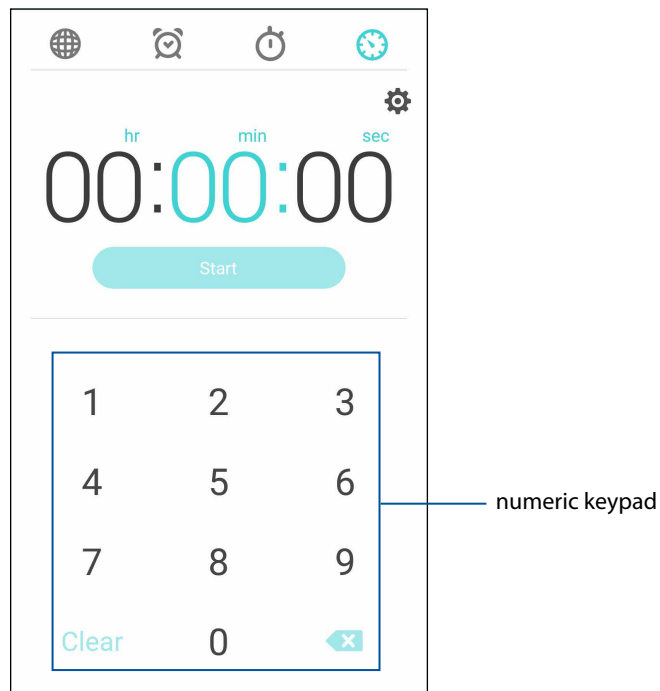 hr min sec
00:00:00
Start
1 2 3
4 5 6
numeric keypad
7 8 9
Clear 0